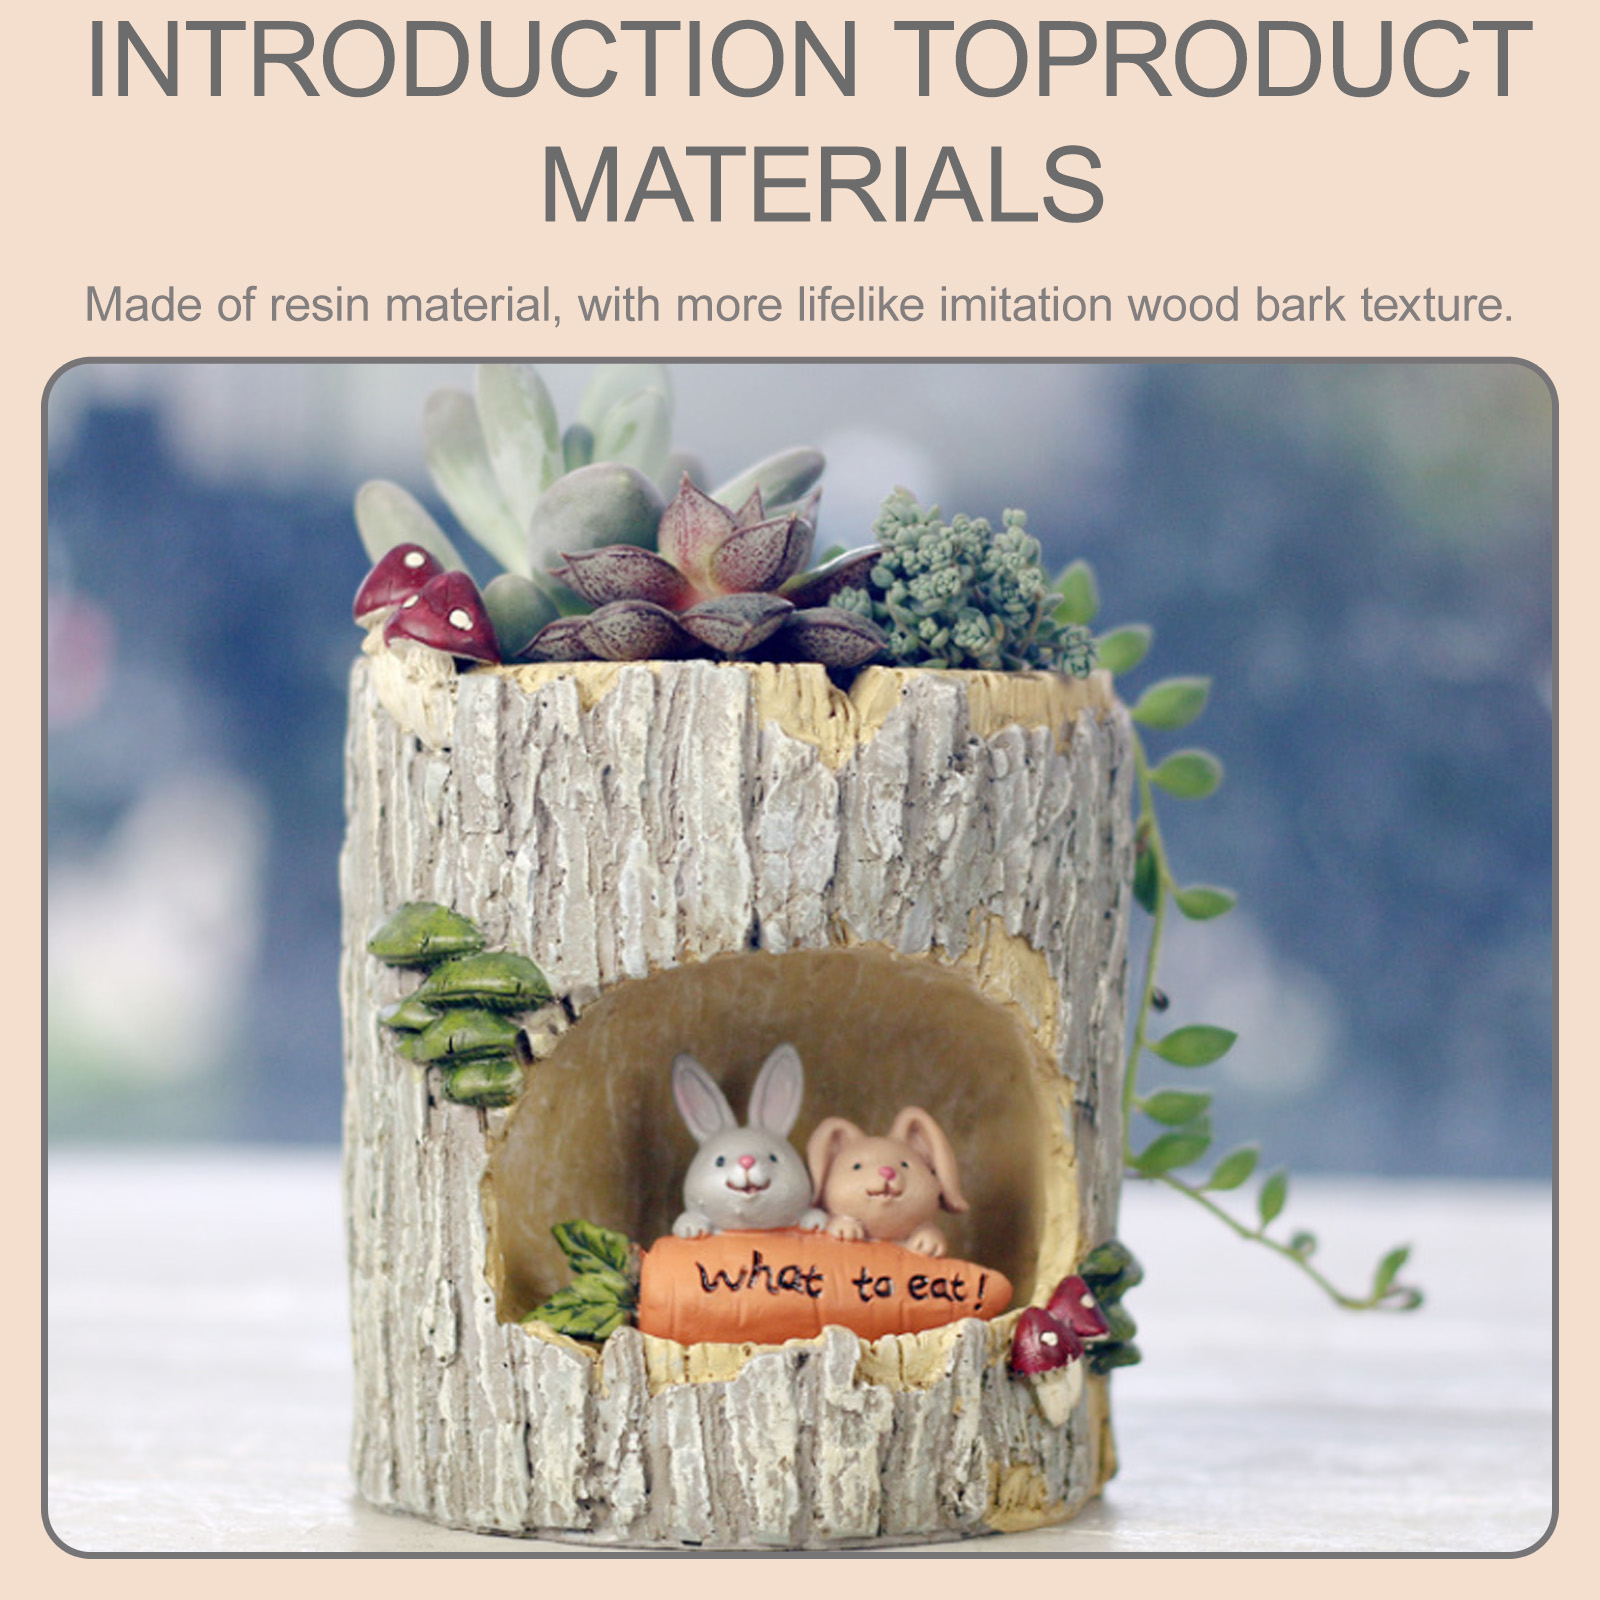 INTRODUCTION TOPRODUCT
MATERIALS
Made of resin material, with more lifelike imitation wood bark texture.
What to eat!